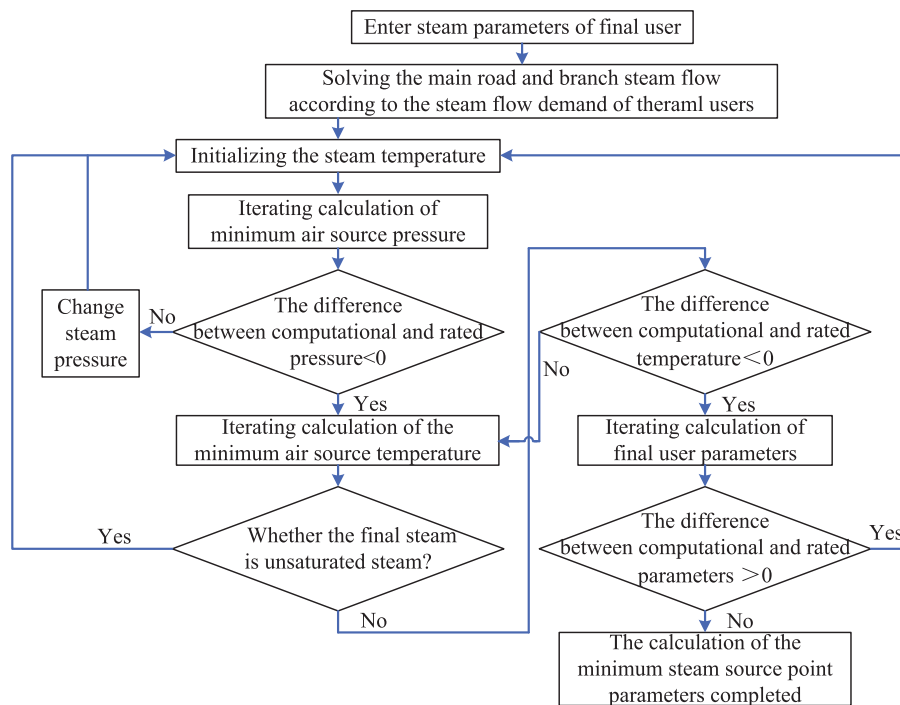 Enter steam parameters of final user
Solving the main road and branch steam flow
according to the steam flow demand of theraml users
Initializing the steam temperature
Iterating calculation of
minimum air source pressure
Change
steam
pressure
No
The difference
between computational and rated
pressure<0
Yes
Iterating calculation of the
minimum air source temperature
Yes
Whether the final steam
is unsaturated steam?
No
The difference
between computational and rated
temperature<0
No
Yes
Iterating calculation of
final user parameters
The difference
between computational and rated
parameters >0
Yes
No
The calculation of the
minimum steam source point
parameters completed